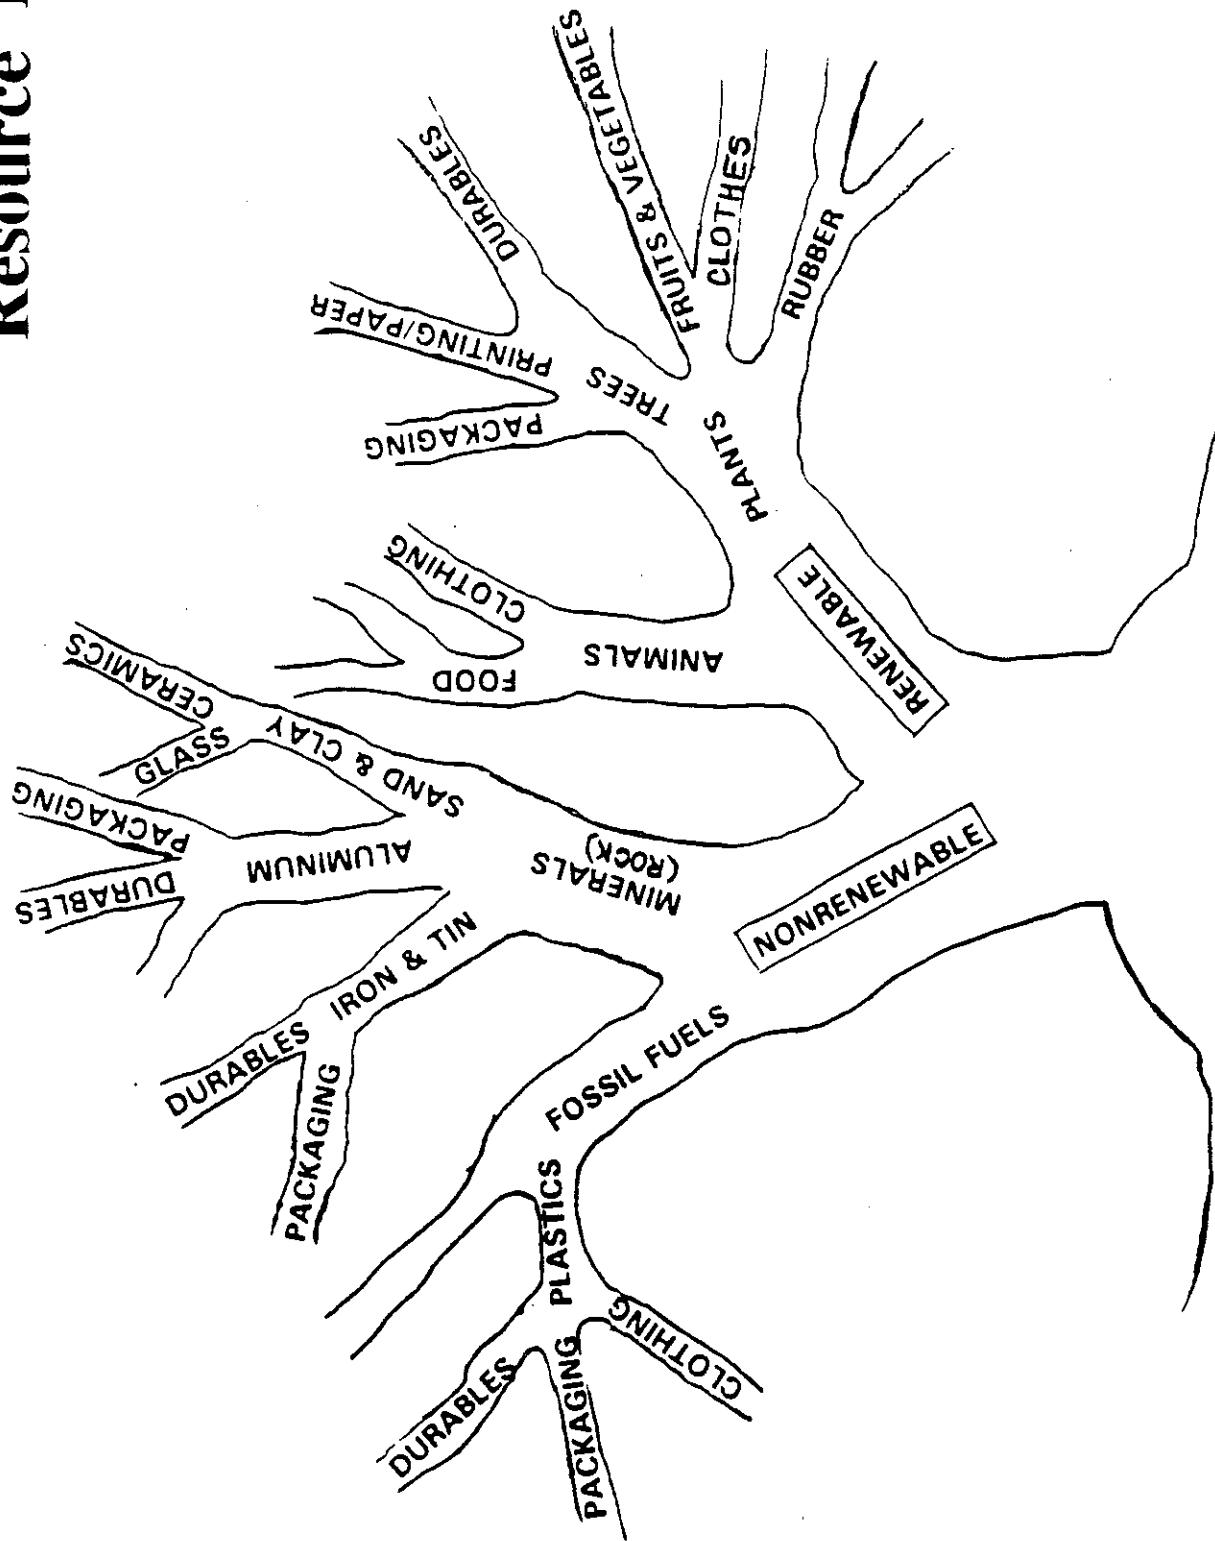 Resource
DURABLES
PACKAGING
CLOTHING
PLASTICS
FOSSIL FUELS
DURABLES
PACKAGING
IRON & TIN
DURABLES
PACKAGING
ALUMINUM
GLASS
CERAMICS
SAND & CLAY
MINERALS
(ROCK)
NONRENEWABLE
FOOD
CLOTHING
ANIMALS
PACKAGING
PRINTING/PAPER
DURABLES
TREES
FRUITS & VEGETABLES
CLOTHES
RUBBER
PLANTS
RENEWABLE